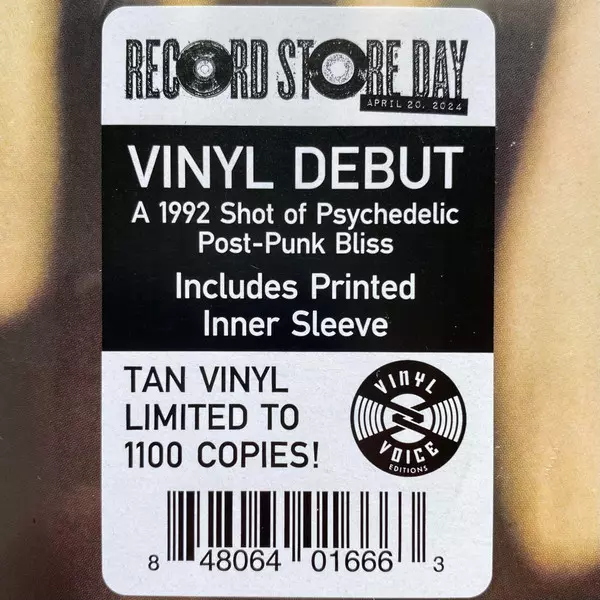 RECORD STORE DAY
APRIL 20, 2024
VINYL DEBUT
A 1992 Shot of Psychedelic
Post-Punk Bliss
Includes Printed
Inner Sleeve
TAN VINYL
LIMITED TO
1100 COPIES!
VINYL
VOICE
EDITIONS
8 48064 01666 3